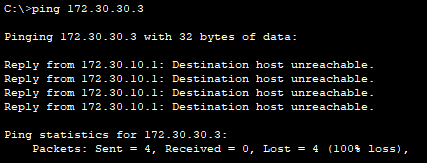 C:\>ping 172.30.30.3
Pinging 172.30.30.3 with 32 bytes of data:
Reply from 172.30.10.1: Destination host unreachable.
Reply from 172.30.10.1: Destination host unreachable.
Reply from 172.30.10.1: Destination host unreachable.
Reply from 172.30.10.1: Destination host unreachable.
Ping statistics for 172.30.30.3:
    Packets: Sent = 4, Received = 0, Lost = 4 (100% loss),